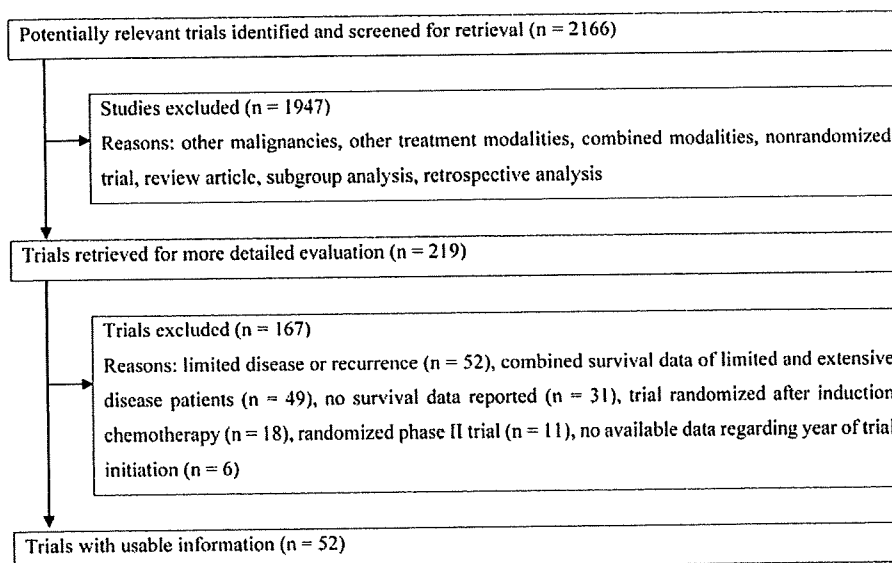 Potentially relevant trials identified and screened for retrieval (n = 2166)
Studies excluded (n = 1947)
Reasons: other malignancies, other treatment modalities, combined modalities, nonrandomized
trial, review article, subgroup analysis, retrospective analysis
Trials retrieved for more detailed evaluation (n = 219)
Trials excluded (n = 167)
Reasons: limited disease or recurrence (n = 52), combined survival data of limited and extensive
disease patients (n = 49), no survival data reported (n = 31), trial randomized after induction
chemotherapy (n = 18), randomized phase II trial (n = 11), no available data regarding year of trial
initiation (n = 6)
Trials with usable information (n = 52)